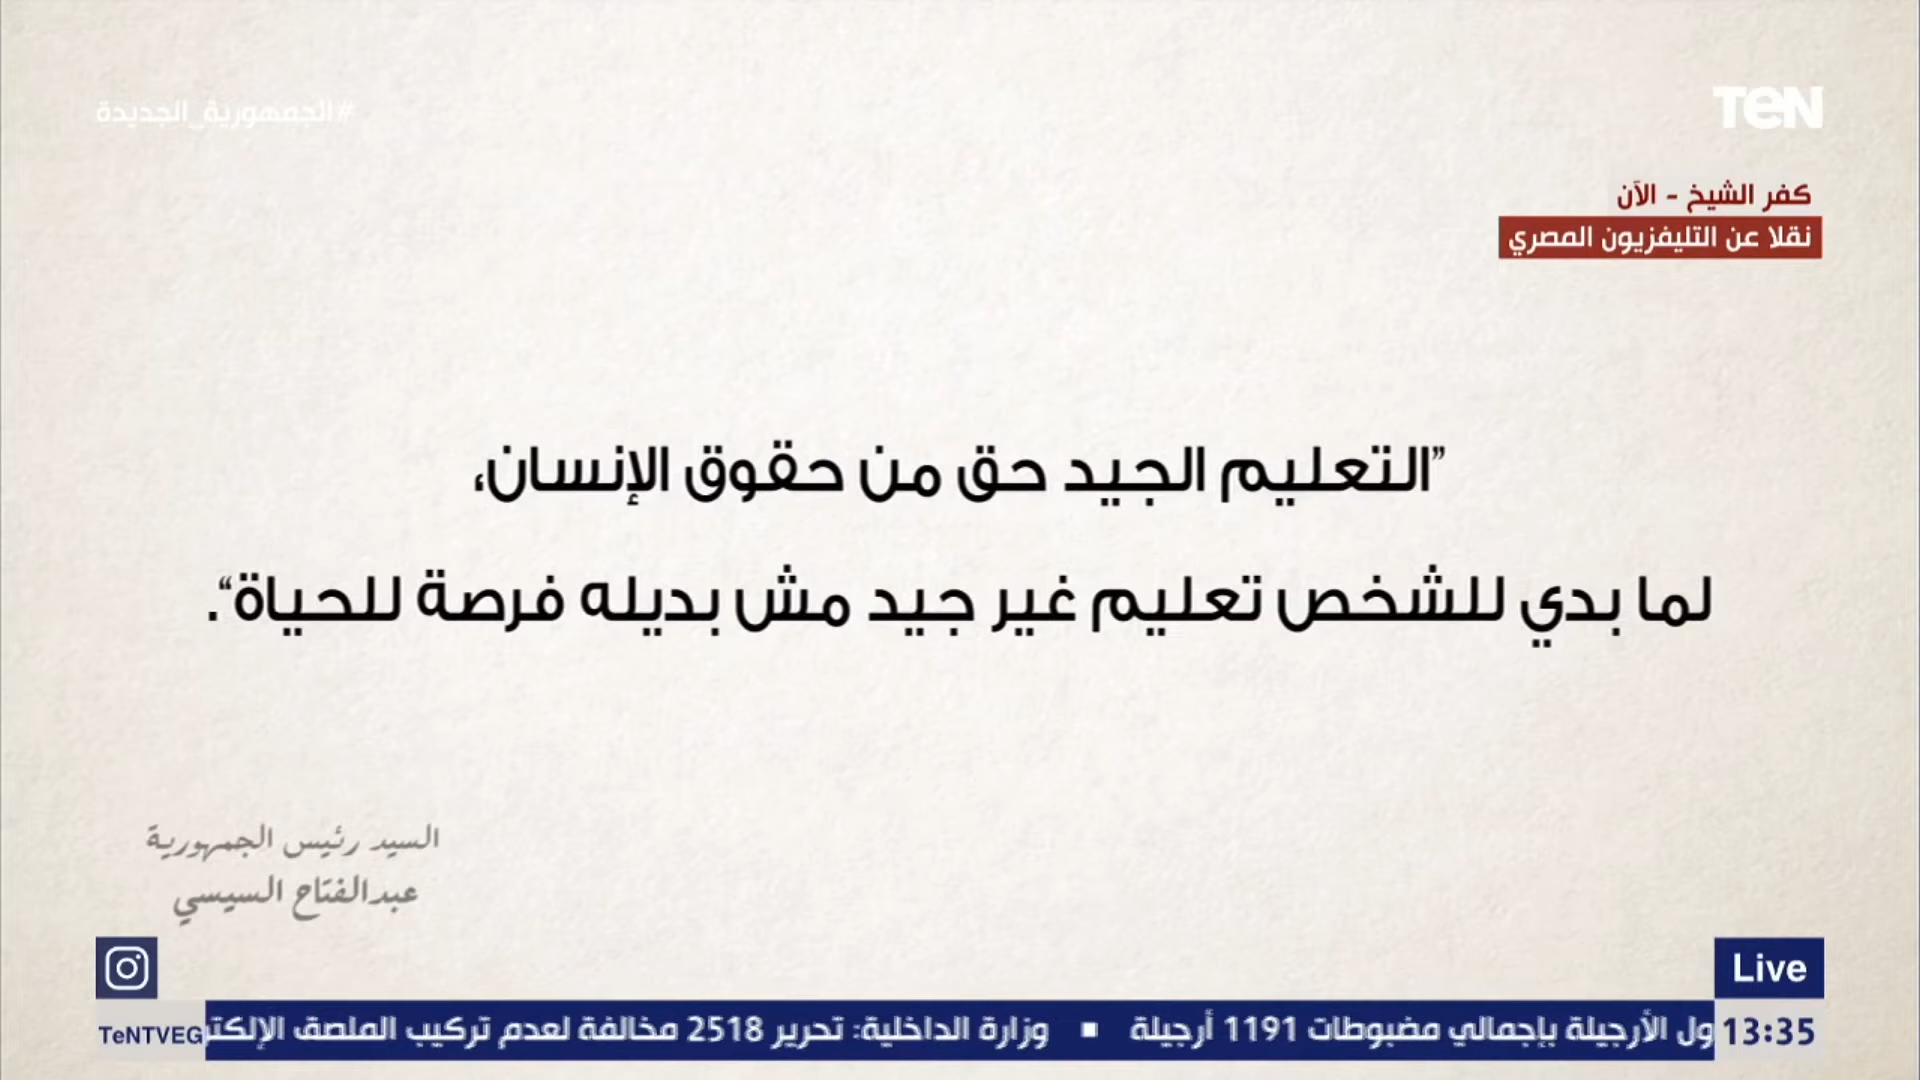 #الجمهورية_الجديدة
TeN
كفر الشيخ - الآن
نقلا عن التليفزيون المصري
"التعليم الجيد حق من حقوق الإنسان،
لما بدي للشخص تعليم غير جيد مش بديله فرصة للحياة".
السيد رئيس الجمهورية
عبدالفتاح السيسي
Live
TeNTVEG
ول الأرجيلة بإجمالي مضبوطات 1191 أرجيلة ▪ وزارة الداخلية: تحرير 2518 مخالفة لعدم تركيب الملصق الإلكتر
13:35